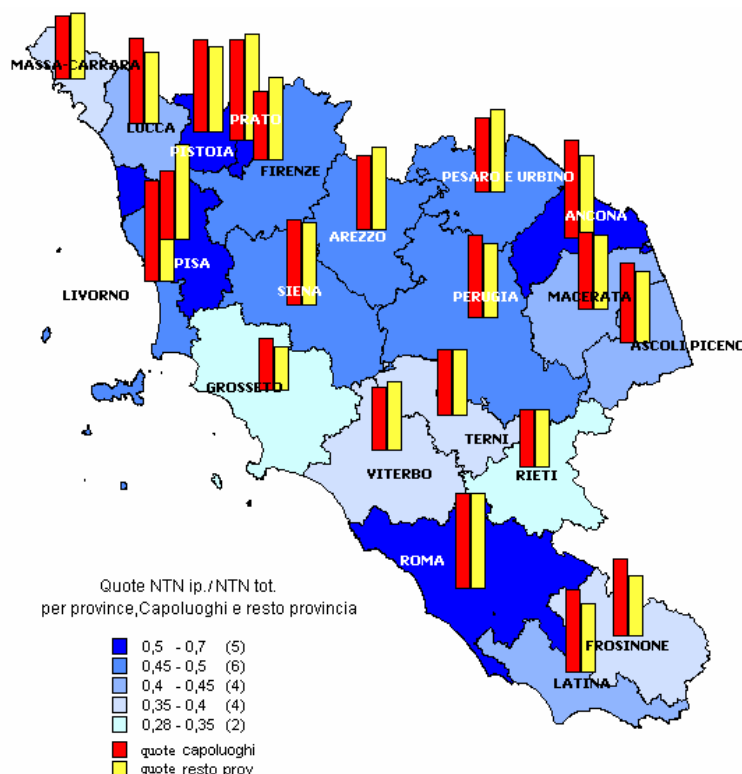 MASSA-CARRARA
LUCCA
PRATO
PISTOIA
FIRENZE
PESARO E URBINO
ANCONA
AREZZO
PISA
LIVORNO
SIENA
PERUGIA
MACERATA
ASCOLI PICENO
GROSSETO
TERNI
VITERBO
RIETI
ROMA
FROSINONE
LATINA
Quote NTN ip./NTN tot.
per province,Capoluoghi e resto provincia
0,5 - 0,7 (5)
0,45 - 0,5 (6)
0,4 - 0,45 (4)
0,35 - 0,4 (4)
0,28 - 0,35 (2)
quote capoluoghi
quote resto prov